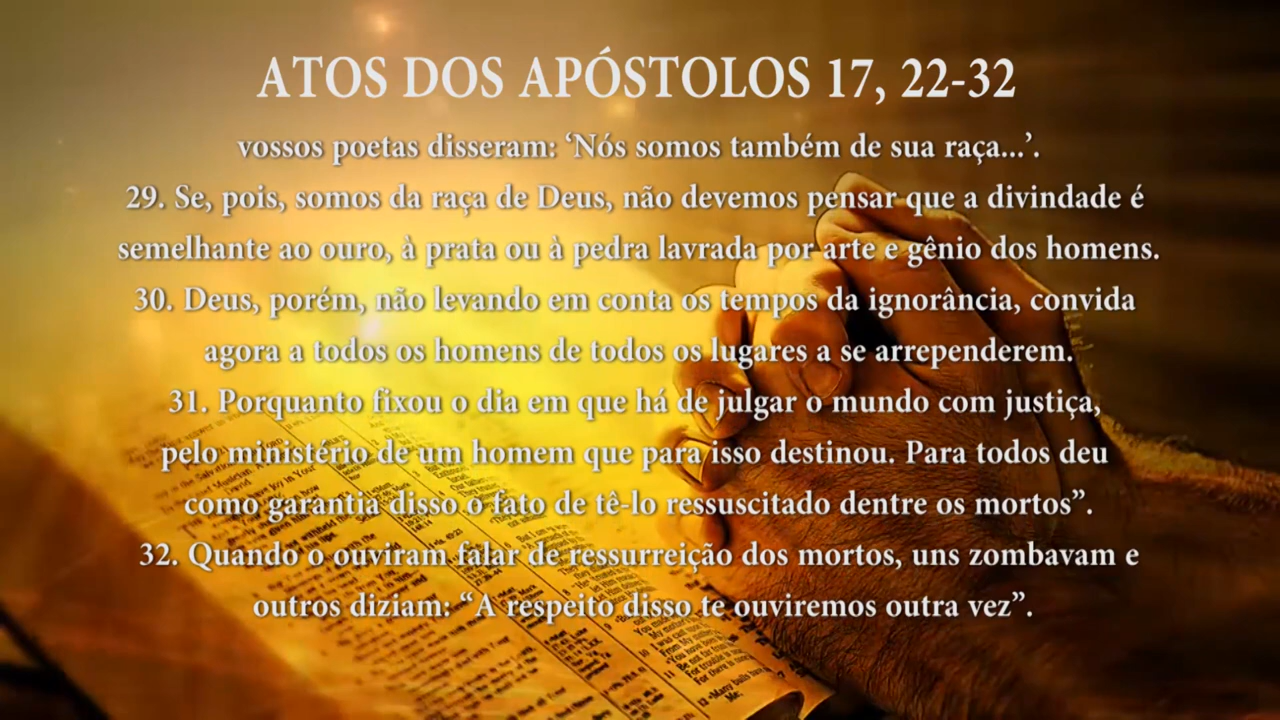 ATOS DOS APÓSTOLOS 17, 22-32
vossos poetas disseram: ‘Nós somos também de sua raça...’.
29. Se, pois, somos da raça de Deus, não devemos pensar que a divindade é
semelhante ao ouro, à prata ou à pedra lavrada por arte e gênio dos homens.
30. Deus, porém, não levando em conta os tempos da ignorância, convida
agora a todos os homens de todos os lugares a se arrependerem.
31. Porquanto fixou o dia em que há de julgar o mundo com justiça,
pelo ministério de um homem que para isso destinou. Para todos deu
como garantia disso o fato de tê-lo ressuscitado dentre os mortos”.
32. Quando o ouviram falar de ressurreição dos mortos, uns zombavam e
outros diziam: “A respeito disso te ouviremos outra vez”.